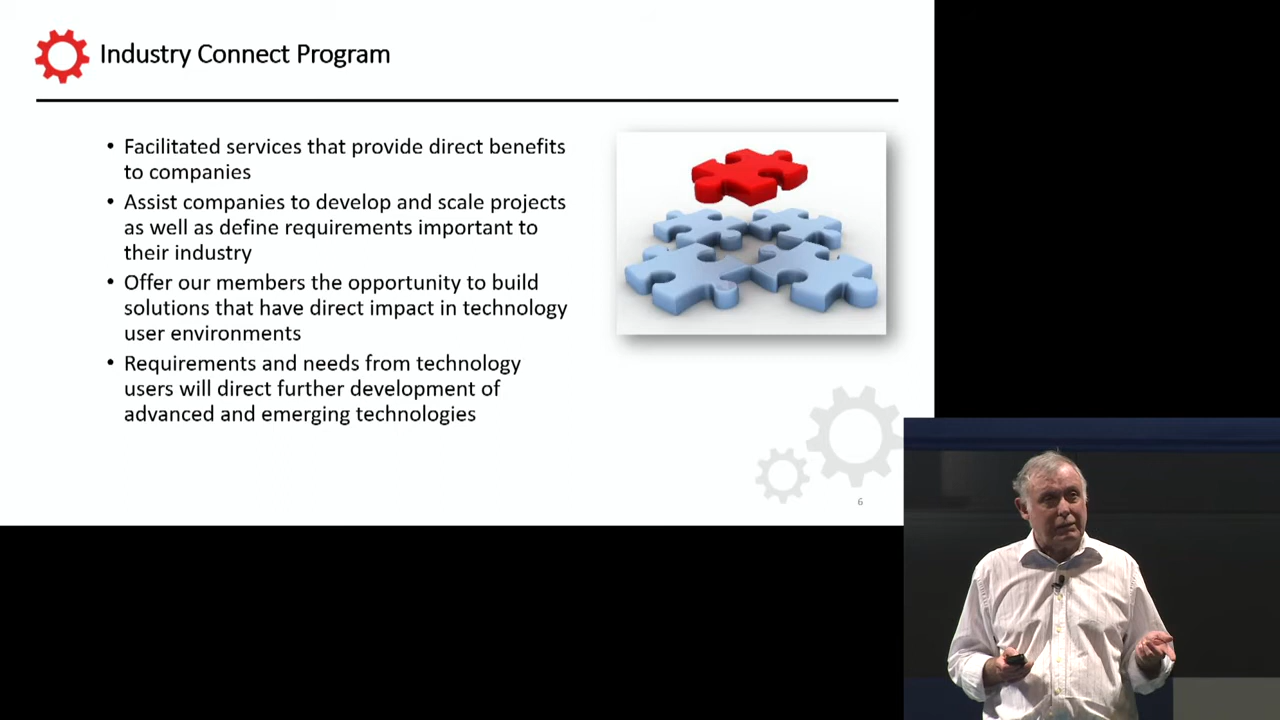 Industry Connect Program
• Facilitated services that provide direct benefits
to companies
• Assist companies to develop and scale projects
as well as define requirements important to
their industry
• Offer our members the opportunity to build
solutions that have direct impact in technology
user environments
• Requirements and needs from technology
users will direct further development of
advanced and emerging technologies
6